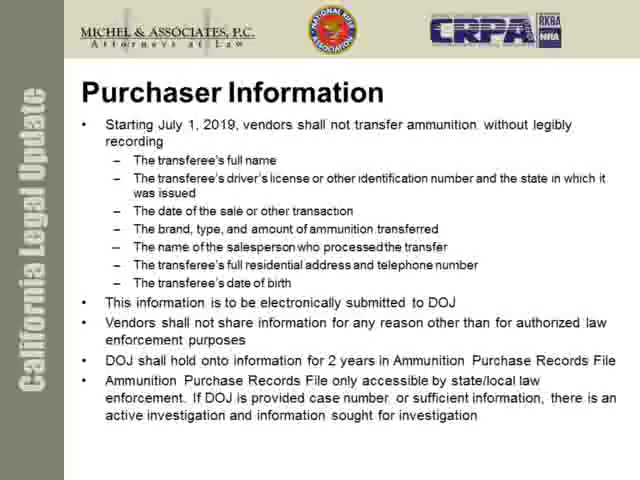 MICHEL & ASSOCIATES, P.C.
Attorneys at Law
NATIONAL RIFLE ASSOCIATION
CRPA
RKBA
NRA
California Legal Update
Purchaser Information
• Starting July 1, 2019, vendors shall not transfer ammunition without legibly
recording
– The transferee's full name
– The transferee's driver's license or other identification number and the state in which it
was issued
– The date of the sale or other transaction
– The brand, type, and amount of ammunition transferred
– The name of the salesperson who processed the transfer
– The transferee's full residential address and telephone number
– The transferee's date of birth
• This information is to be electronically submitted to DOJ
• Vendors shall not share information for any reason other than for authorized law
enforcement purposes
• DOJ shall hold onto information for 2 years in Ammunition Purchase Records File
• Ammunition Purchase Records File only accessible by state/local law
enforcement. If DOJ is provided case number or sufficient information, there is an
active investigation and information sought for investigation